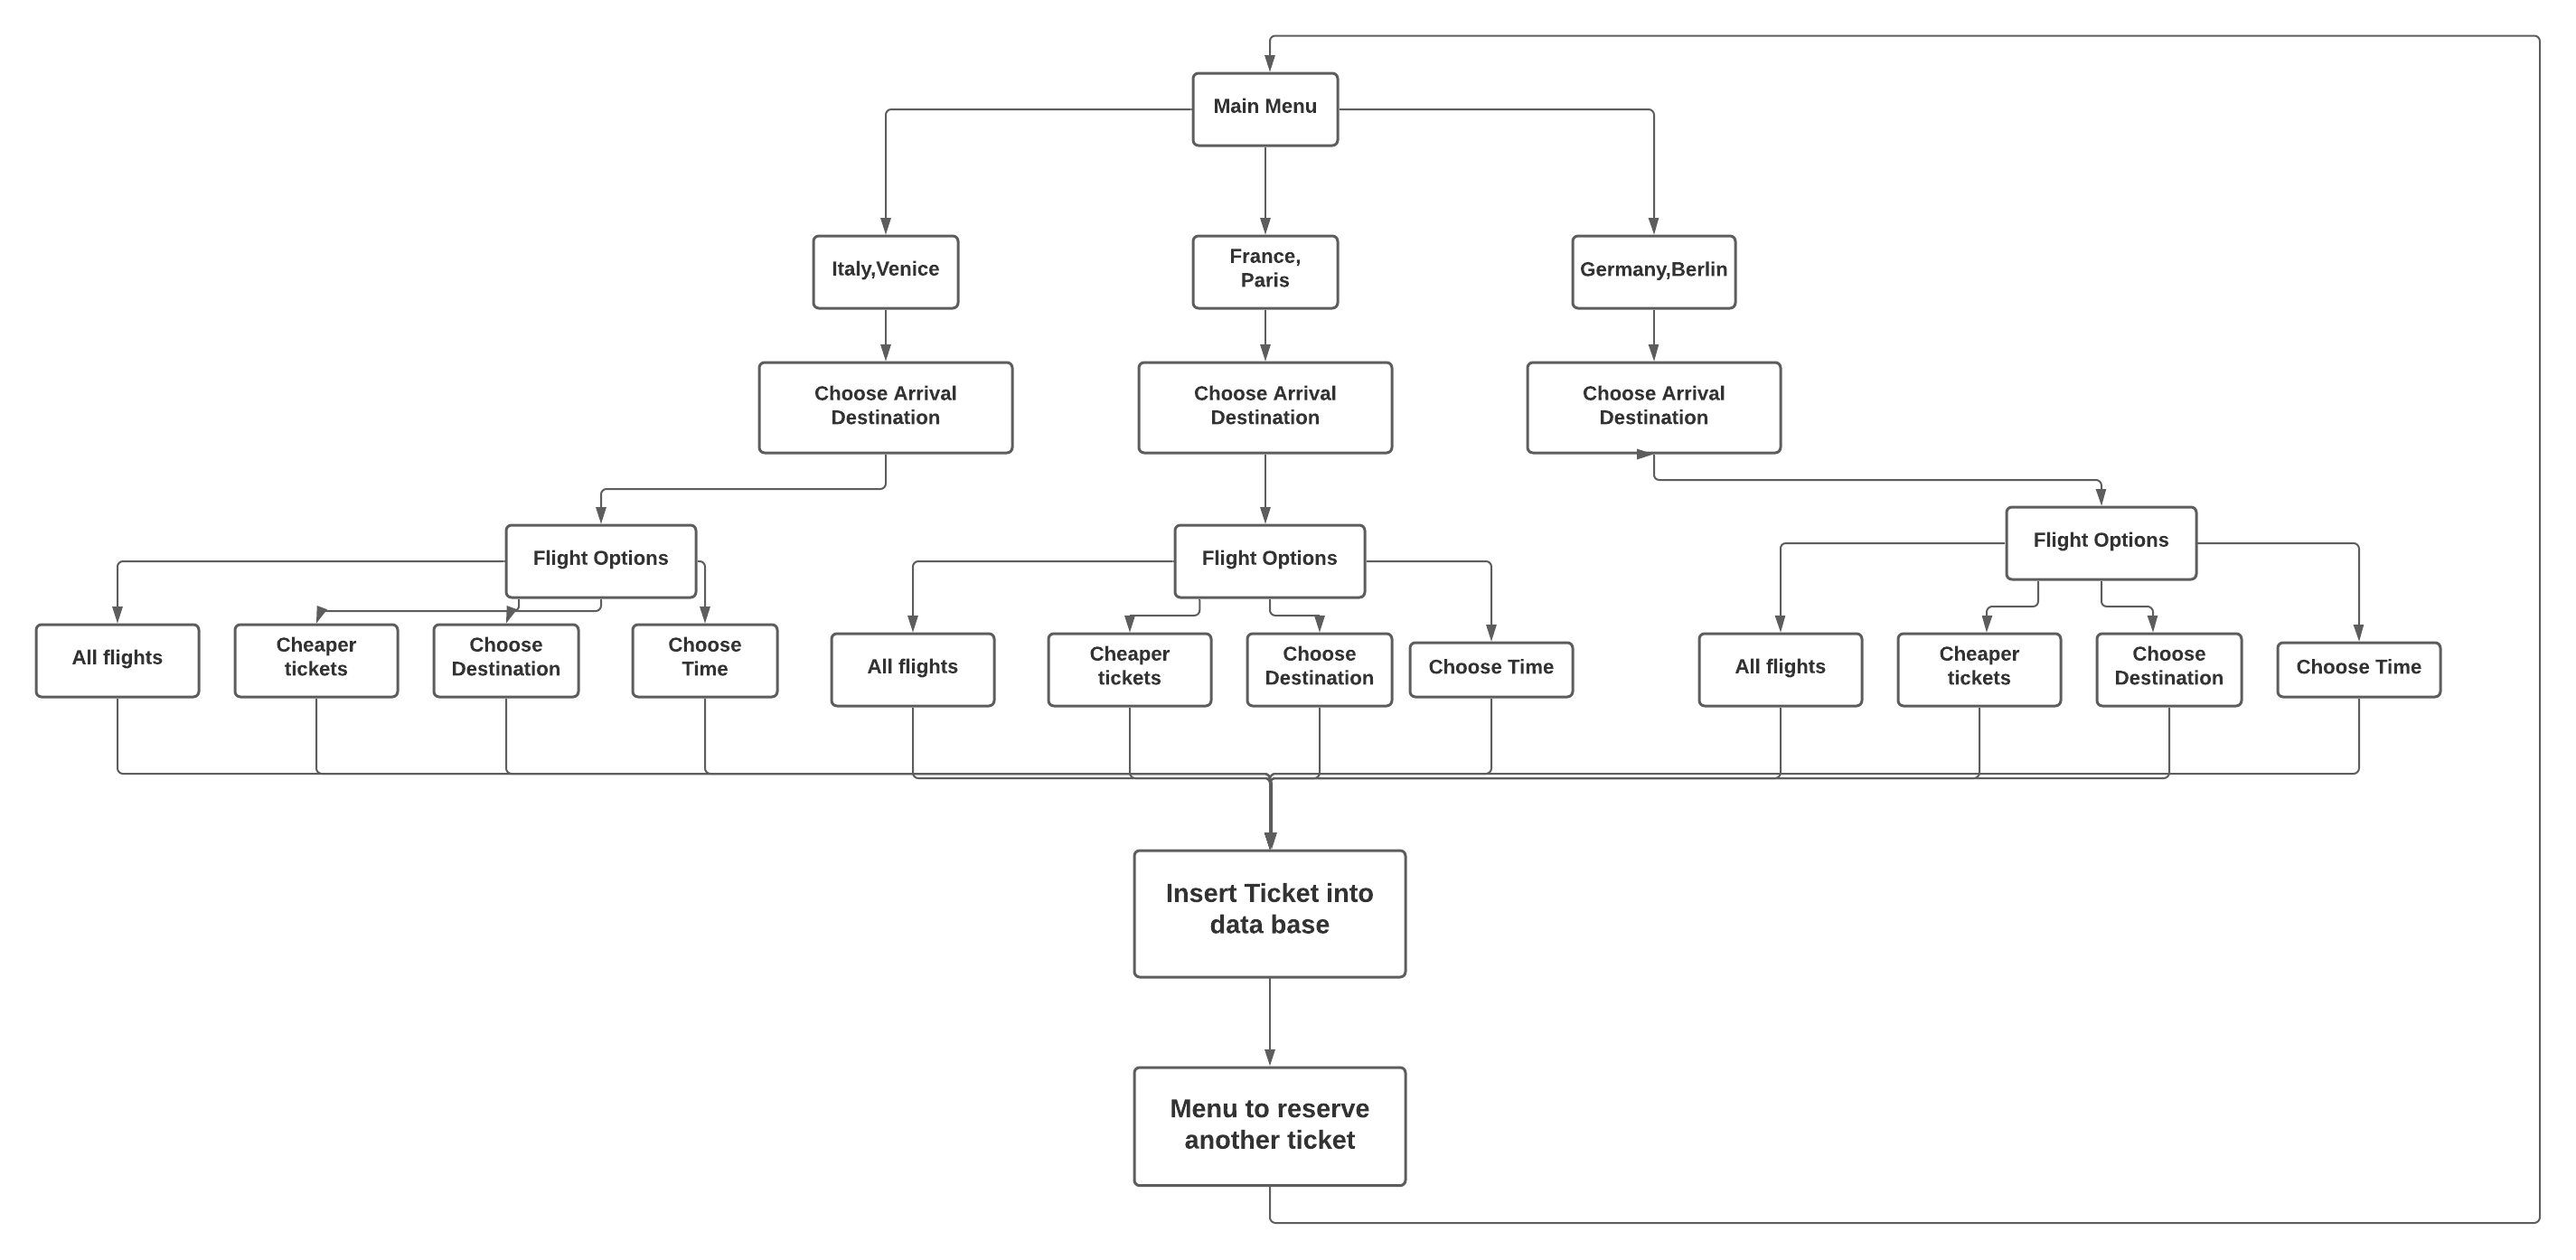 Main Menu
Italy,Venice
France,
Paris
Germany,Berlin
Choose Arrival
Destination
Choose Arrival
Destination
Choose Arrival
Destination
Flight Options
Flight Options
Flight Options
All flights
Cheaper
tickets
Choose
Destination
Choose
Time
All flights
Cheaper
tickets
Choose
Destination
Choose Time
All flights
Cheaper
tickets
Choose
Destination
Choose Time
Insert Ticket into
data base
Menu to reserve
another ticket